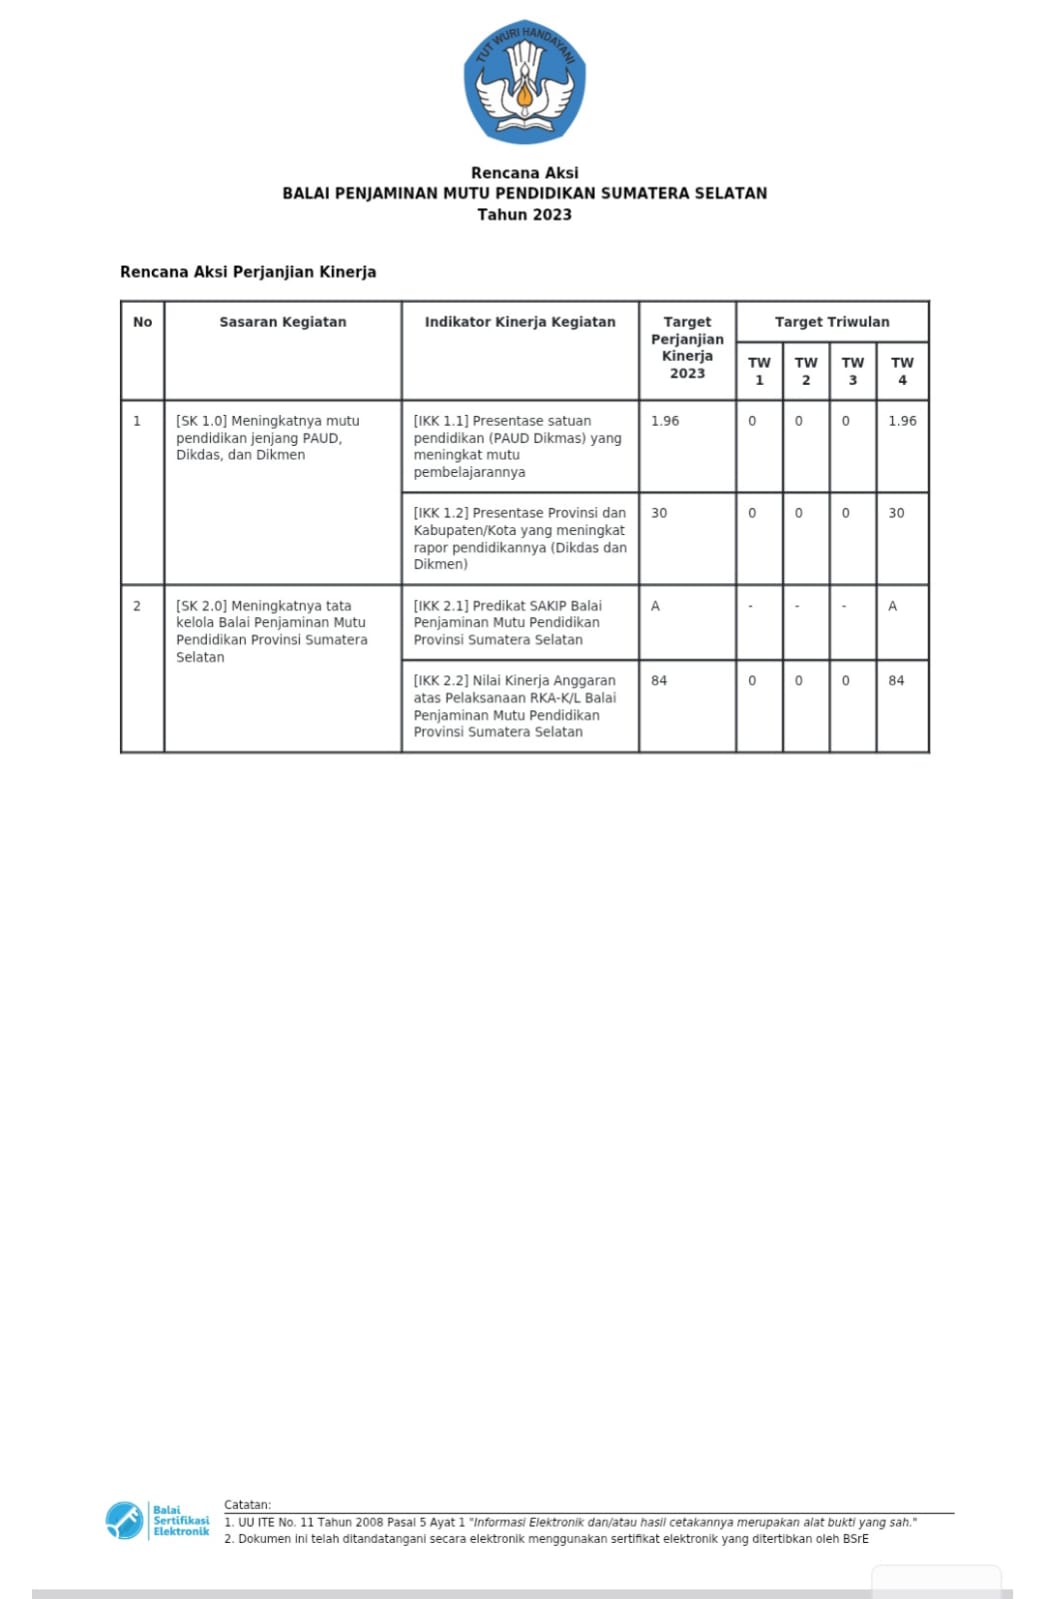 TUT WURI HANDAYANI
Rencana Aksi
BALAI PENJAMINAN MUTU PENDIDIKAN SUMATERA SELATAN
Tahun 2023
Rencana Aksi Perjanjian Kinerja
No
Sasaran Kegiatan
Indikator Kinerja Kegiatan
Target
Perjanjian
Kinerja
2023
Target Triwulan
TW
1
TW
2
TW
3
TW
4
1
[SK 1.0] Meningkatnya mutu
pendidikan jenjang PAUD,
Dikdas, dan Dikmen
[IKK 1.1] Presentase satuan
pendidikan (PAUD Dikmas) yang
meningkat mutu
pembelajarannya
1.96
0
0
0
1.96
[IKK 1.2] Presentase Provinsi dan
Kabupaten/Kota yang meningkat
rapor pendidikannya (Dikdas dan
Dikmen)
30
0
0
0
30
2
[SK 2.0] Meningkatnya tata
kelola Balai Penjaminan Mutu
Pendidikan Provinsi Sumatera
Selatan
[IKK 2.1] Predikat SAKIP Balai
Penjaminan Mutu Pendidikan
Provinsi Sumatera Selatan
A
-
-
-
A
[IKK 2.2] Nilai Kinerja Anggaran
atas Pelaksanaan RKA-K/L Balai
Penjaminan Mutu Pendidikan
Provinsi Sumatera Selatan
84
0
0
0
84
Balai
Sertifikasi
Elektronik
Catatan:
1. UU ITE No. 11 Tahun 2008 Pasal 5 Ayat 1 "Informasi Elektronik dan/atau hasil cetakannya merupakan alat bukti yang sah."
2. Dokumen ini telah ditandatangani secara elektronik menggunakan sertifikat elektronik yang ditertibkan oleh BSrE